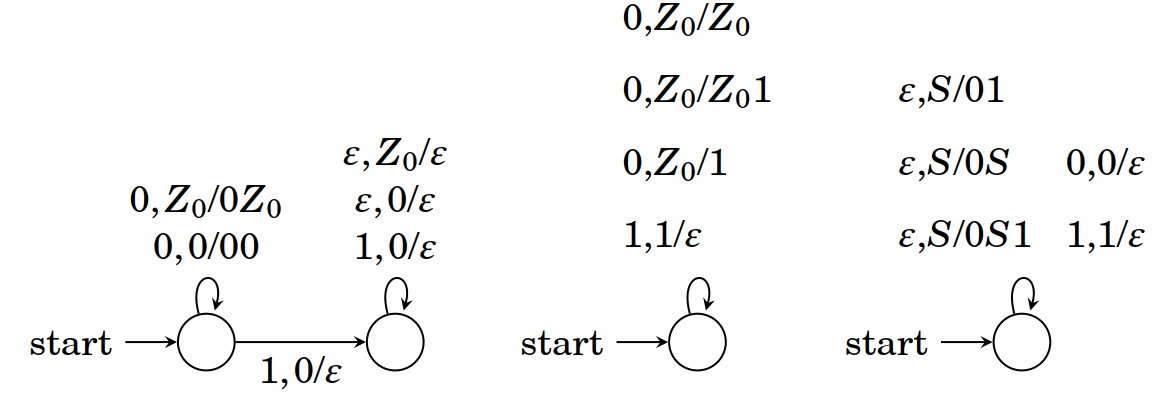 ε, Z₀/ε
0, Z₀/0Z₀ ε, 0/ε
0, 0/00 1, 0/ε
start
1, 0/ε
0,Z₀/Z₀
0,Z₀/Z₀1
0,Z₀/1
1,1/ε
start
ε,S/01
ε,S/0S 0,0/ε
ε,S/0S1 1,1/ε
start